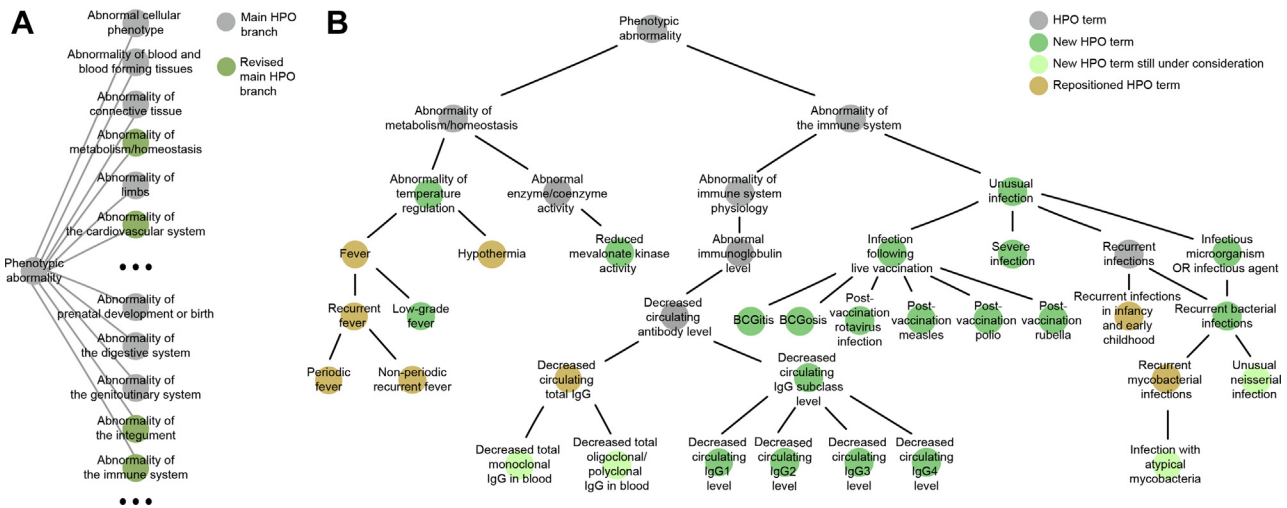 A
Abnormal cellular
phenotype
Abnormality of blood and
blood forming tissues
Abnormality of
connective tissue
Abnormality of
metabolism/homeostasis
Abnormality of
limbs
Abnormality of
the cardiovascular system
•••
Phenotypic
abormality
Abnormality of
prenatal development or birth
Abnormality of
the digestive system
Abnormality of
the genitoutinary system
Abnormality of
the integument
Abnormality of
the immune system
•••
Main HPO
branch
Revised
main HPO
branch
B
HPO term
New HPO term
New HPO term still under consideration
Repositioned HPO term
Phenotypic
abnormality
Abnormality of
metabolism/homeostasis
Abnormality of
the immune system
Abnormality of
temperature
regulation
Abnormal
enzyme/coenzyme
activity
Abnormality of
immune system
physiology
Unusual
infection
Fever
Hypothermia
Reduced
mevalonate kinase
activity
Abnormal
immunoglobulin
level
Infection
following
live vaccination
Severe
infection
Recurrent
infections
Infectious
microorganism
OR infectious agent
Recurrent
fever
Low-grade
fever
Decreased
circulating
antibody level
BCGitis
BCGosis
Post-
vaccination
rotavirus
infection
Post-
vaccination
measles
Post-
vaccination
polio
Post-
vaccination
rubella
Recurrent infections
in infancy
and early
childhood
Recurrent bacterial
infections
Periodic
fever
Non-periodic
recurrent fever
Decreased
circulating
total IgG
Decreased
circulating
IgG subclass
level
Recurrent
mycobacterial
infections
Unusual
neisserial
infection
Decreased total
monoclonal
IgG in blood
Decreased total
oligoclonal/
polyclonal
IgG in blood
Decreased
circulating
IgG1
level
Decreased
circulating
IgG2
level
Decreased
circulating
IgG3
level
Decreased
circulating
IgG4
level
Infection with
atypical
mycobacteria